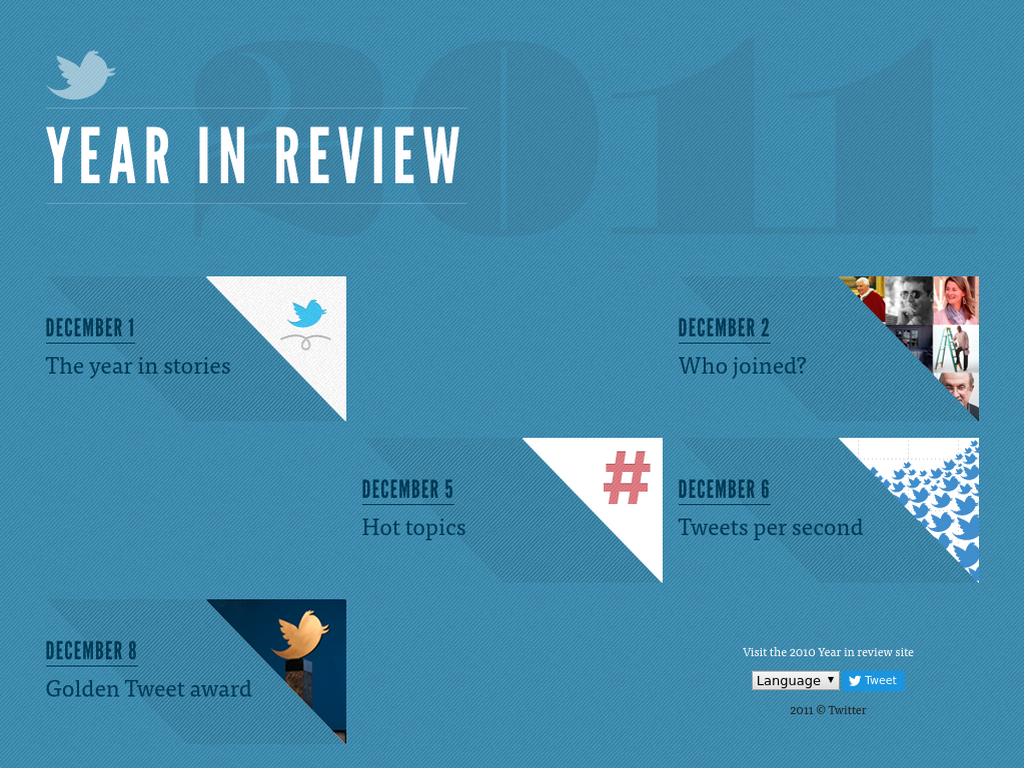 2011
YEAR IN REVIEW
DECEMBER 1
The year in stories
DECEMBER 2
Who joined?
DECEMBER 5
#
Hot topics
DECEMBER 6
Tweets per second
DECEMBER 8
Golden Tweet award
Visit the 2010 Year in review site
Language ▼ Tweet
2011 © Twitter